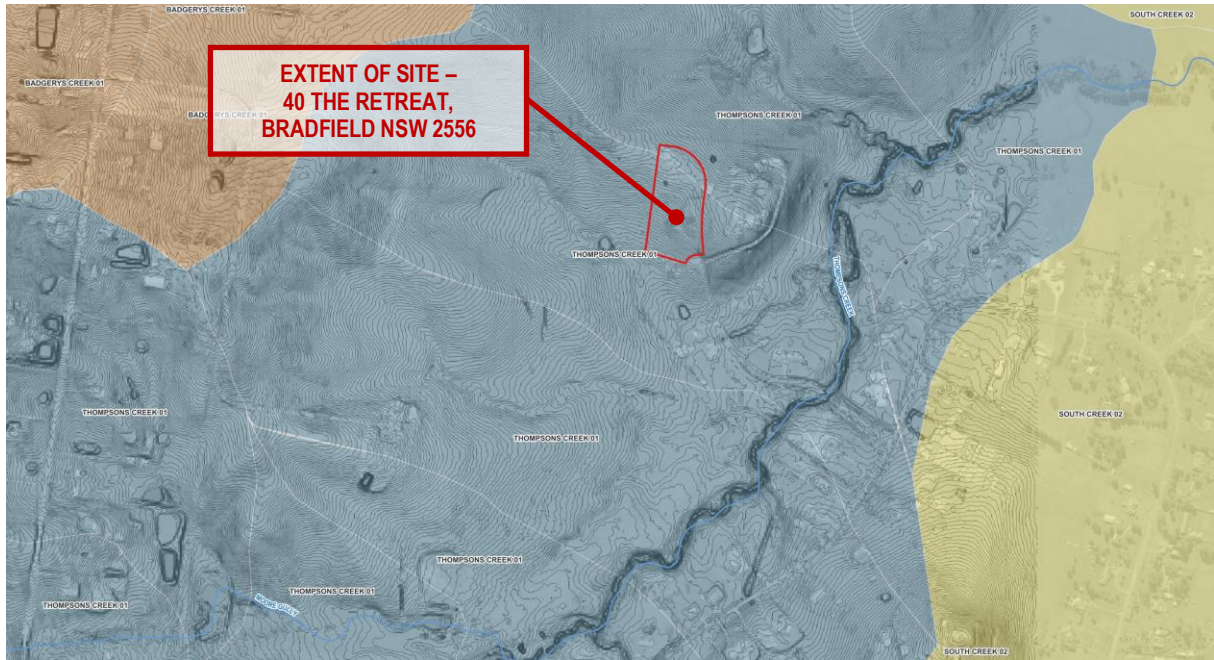 BADGERYS CREEK 01
SOUTH CREEK 02
EXTENT OF SITE –
40 THE RETREAT,
BRADFIELD NSW 2556
BADGERYS CREEK 01
BADGERYS CREEK 01
THOMPSONS CREEK 01
THOMPSONS CREEK 01
THOMPSONS CREEK 01
THOMPSONS CREEK
THOMPSONS CREEK 01
SOUTH CREEK 02
THOMPSONS CREEK 01
THOMPSONS CREEK 01
THOMPSONS CREEK 01
THOMPSONS CREEK 01
MOORE GULLY
SOUTH CREEK 02